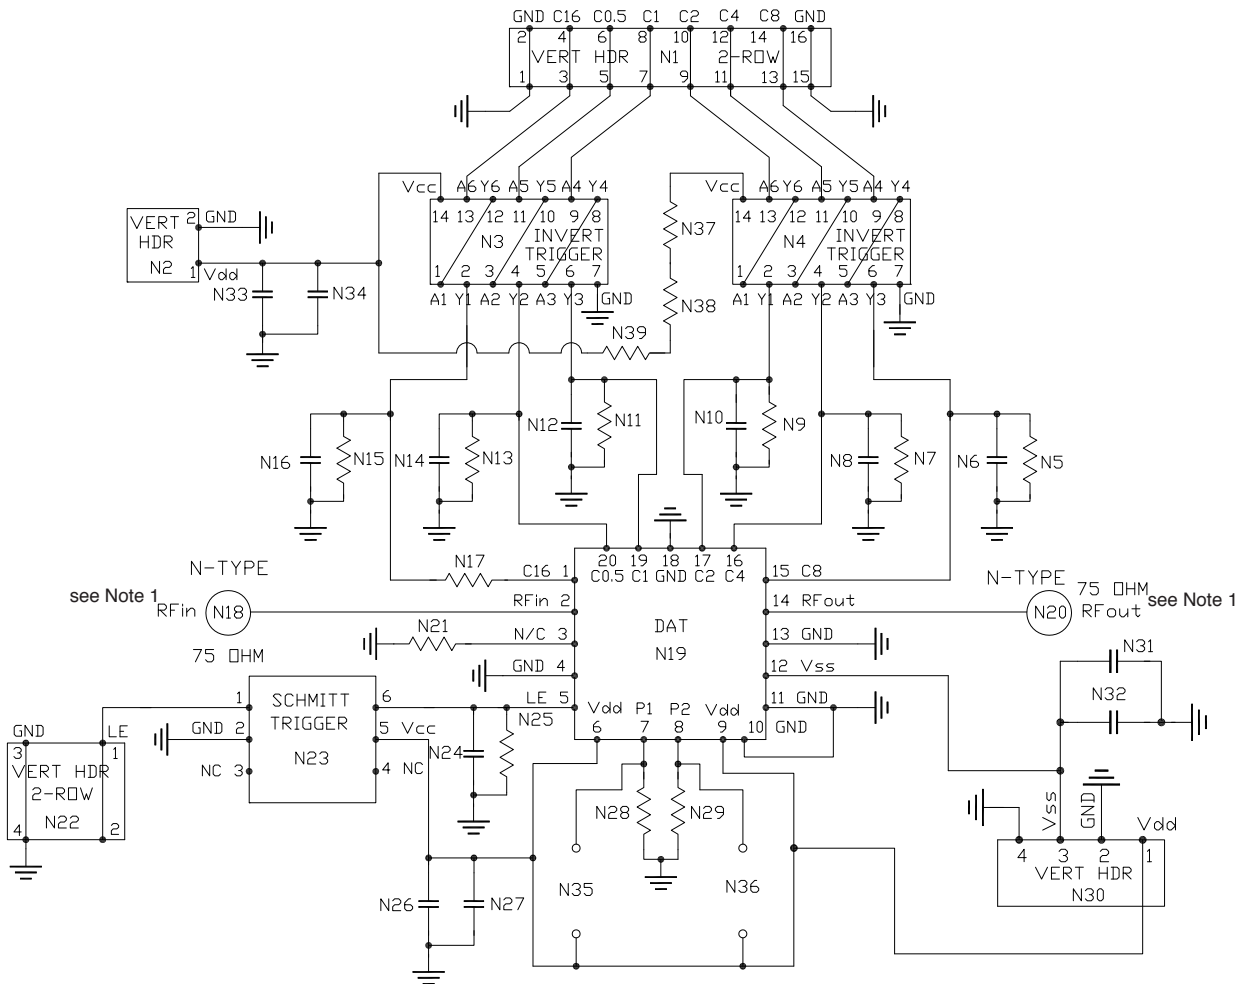 GND C16 C0.5 C1 C2 C4 C8 GND
2 4 6 8 10 12 14 16
VERT HDR N1 2-ROW
1 3 5 7 9 11 13 15
Vcc A6 Y6 A5 Y5 A4 Y4
14 13 12 11 10 9 8
N3 INVERT
TRIGGER
1 2 3 4 5 6 7
A1 Y1 A2 Y2 A3 Y3 GND
Vcc A6 Y6 A5 Y5 A4 Y4
14 13 12 11 10 9 8
N4 INVERT
TRIGGER
1 2 3 4 5 6 7
A1 Y1 A2 Y2 A3 Y3 GND
VERT 2 GND
HDR
N2 1 Vdd
N33 N34
N37
N38
N39
N16 N15 N14 N13 N12 N11 N10 N9 N8 N7 N6 N5
N17
20 19 18 17 16
C0.5 C1 GND C2 C4
C16 1
RFin 2
N/C 3
GND 4
LE 5
DAT
N19
15 C8
14 RFout
13 GND
12 Vss
11 GND
Vdd P1 P2 Vdd
6 7 8 9 10 GND
N-TYPE
see Note 1 RFin N18
75 OHM
N-TYPE
75 OHM
N20 RFout see Note 1
N21
N31
N32
1 SCHMITT 6
TRIGGER
GND 2 5 Vcc
N23
NC 3 4 NC
N24 N25
GND LE
3 1
VERT HDR
2-ROW
N22
4 2
N28 N29
N26 N27
N35 N36
Vss GND Vdd
4 3 2 1
VERT HDR
N30